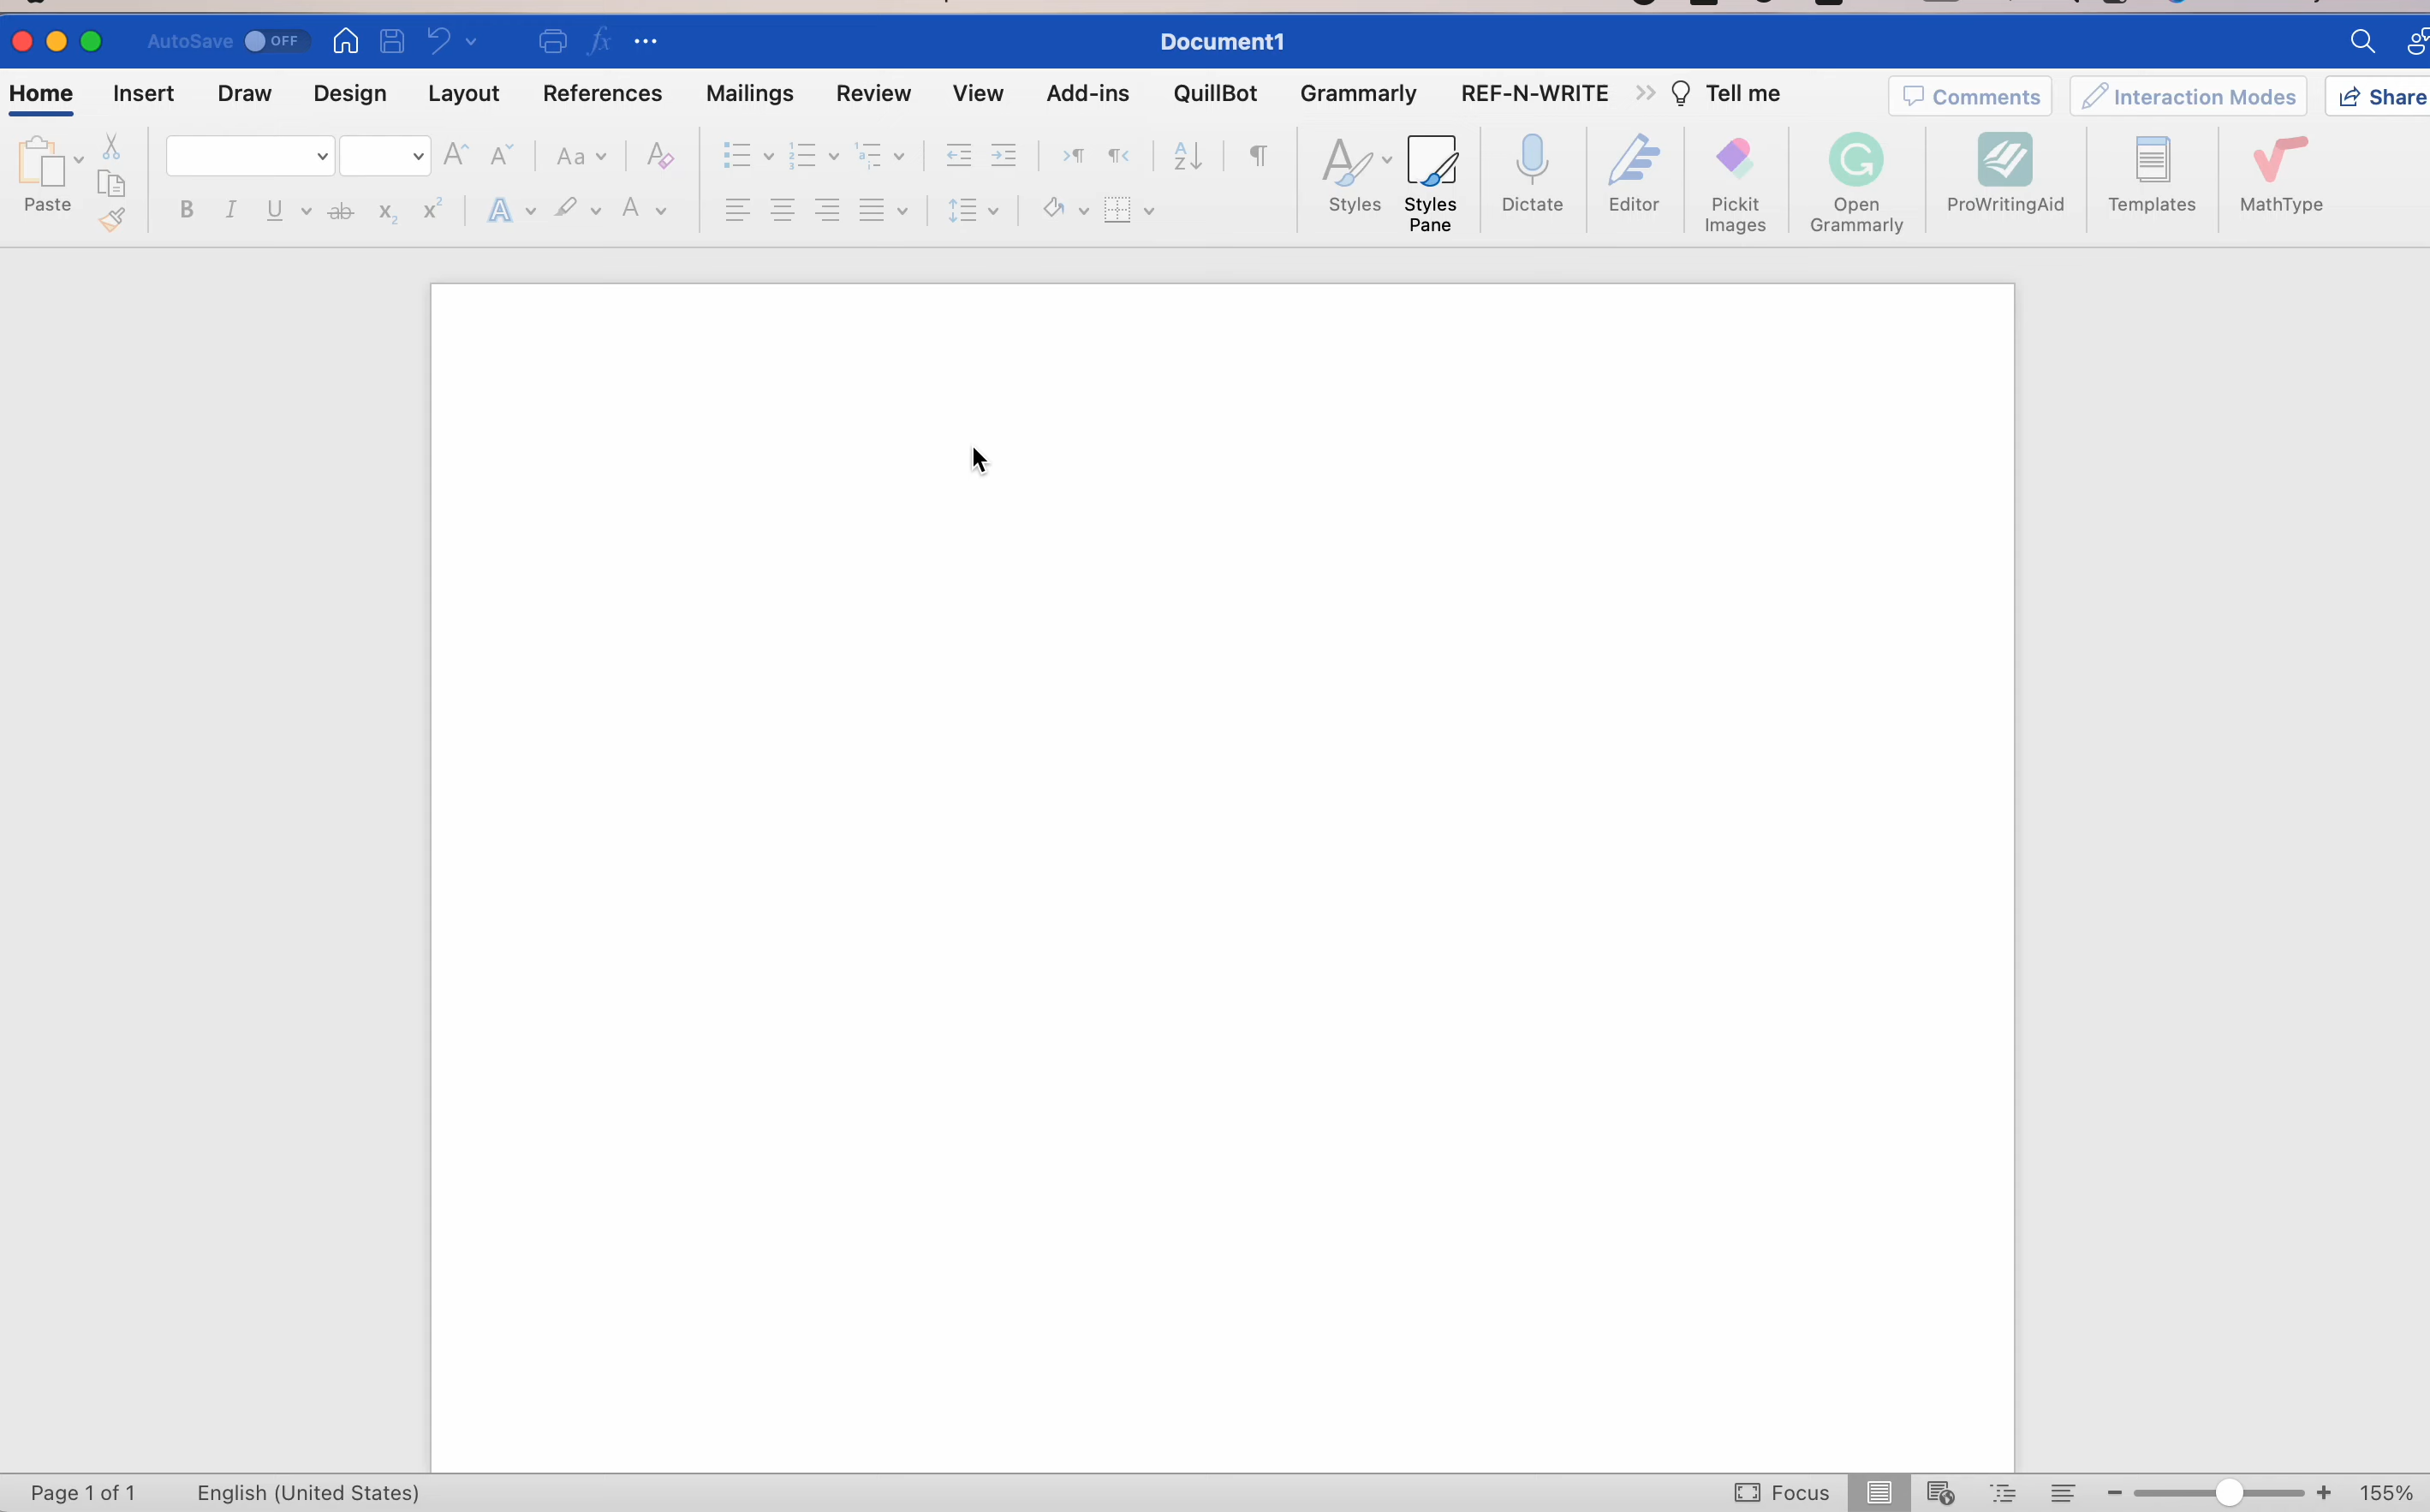 AutoSave OFF Document1
Home Insert Draw Design Layout References Mailings Review View Add-ins QuillBot Grammarly REF-N-WRITE Tell me Comments Interaction Modes Share
Paste Aa Styles Styles Pane Dictate Editor Pickit Images Open Grammarly ProWritingAid Templates MathType
Page 1 of 1 English (United States) Focus 155%